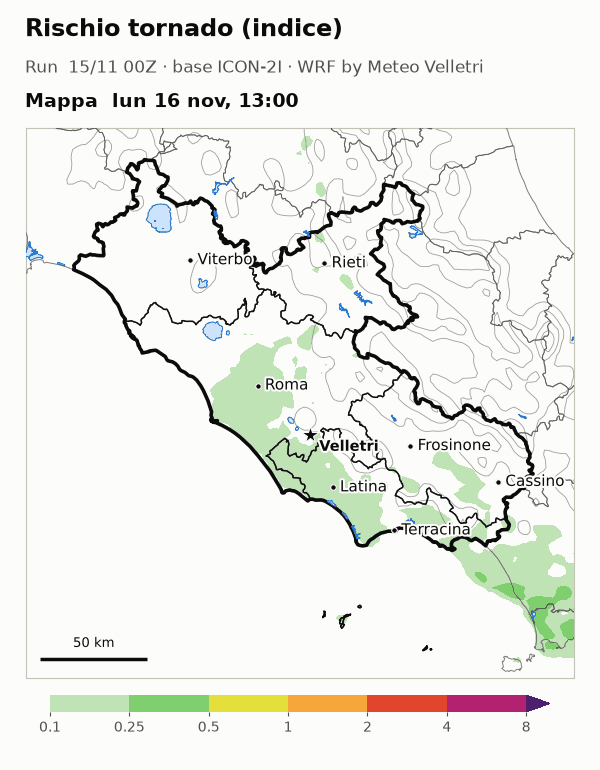 Rischio tornado (indice)
Run  15/11 00Z · base ICON-2I · WRF by Meteo Velletri
Mappa  lun 16 nov, 13:00
Viterbo
Rieti
Roma
Velletri
Frosinone
Latina
Cassino
Terracina
50 km
0.1 0.25 0.5 1 2 4 8